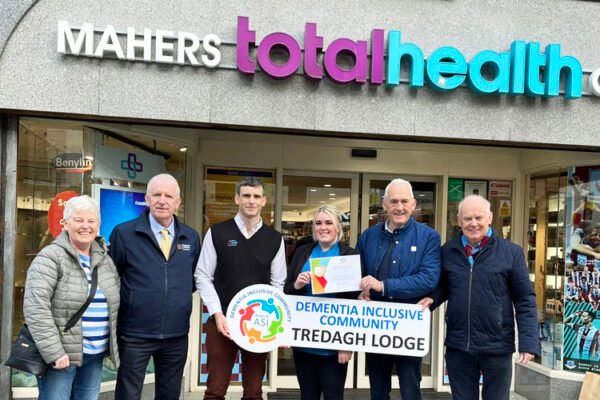 MAHERS totalhealth
Benylin
DEMENTIA INCLUSIVE
COMMUNITY
ASI
DEMENTIA INCLUSIVE
COMMUNITY
TREDAGH LODGE